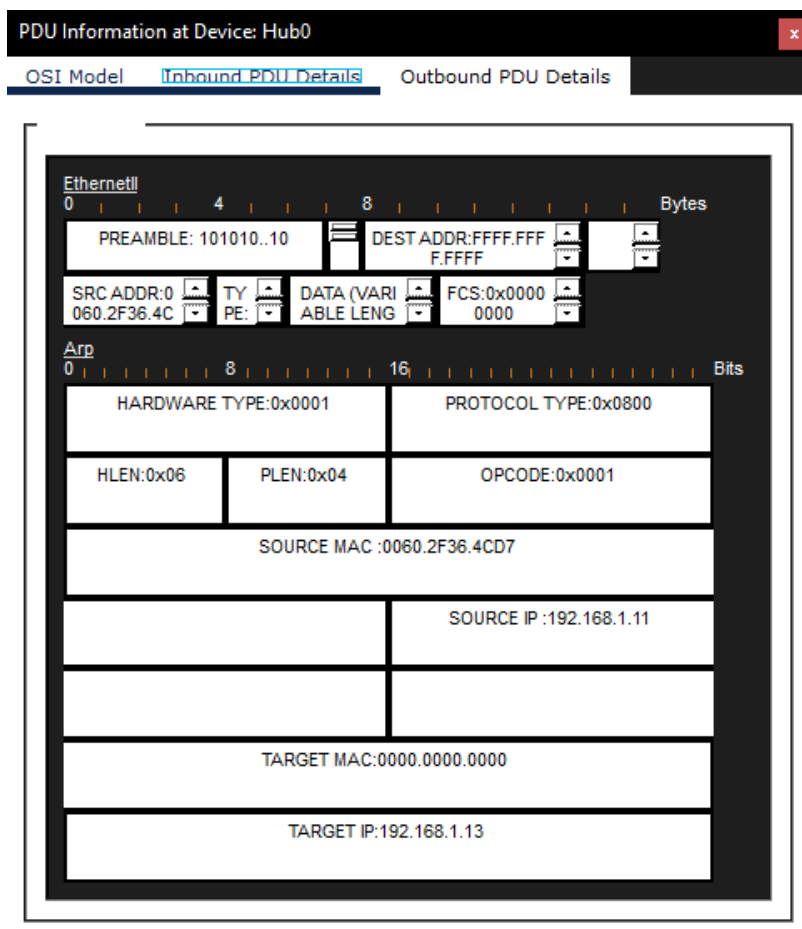 PDU Information at Device: Hub0
x
OSI Model Inbound PDU Details Outbound PDU Details
EthernetII
0 4 8 Bytes
PREAMBLE: 101010..10 DEST ADDR:FFFF.FFF
F.FFFF
SRC ADDR:0 TY DATA (VARI FCS:0x0000
060.2F36.4C PE: ABLE LENG 0000
Arp
0 8 16 Bits
HARDWARE TYPE:0x0001 PROTOCOL TYPE:0x0800
HLEN:0x06 PLEN:0x04 OPCODE:0x0001
SOURCE MAC :0060.2F36.4CD7
SOURCE IP :192.168.1.11
TARGET MAC:0000.0000.0000
TARGET IP:192.168.1.13